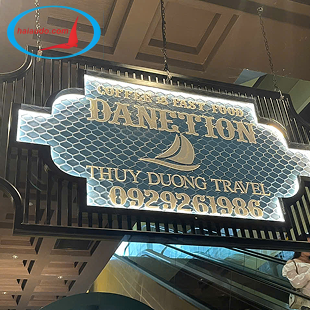 COFFEE & FAST FOOD
DANETION
THUY DUONG TRAVEL
0929261986